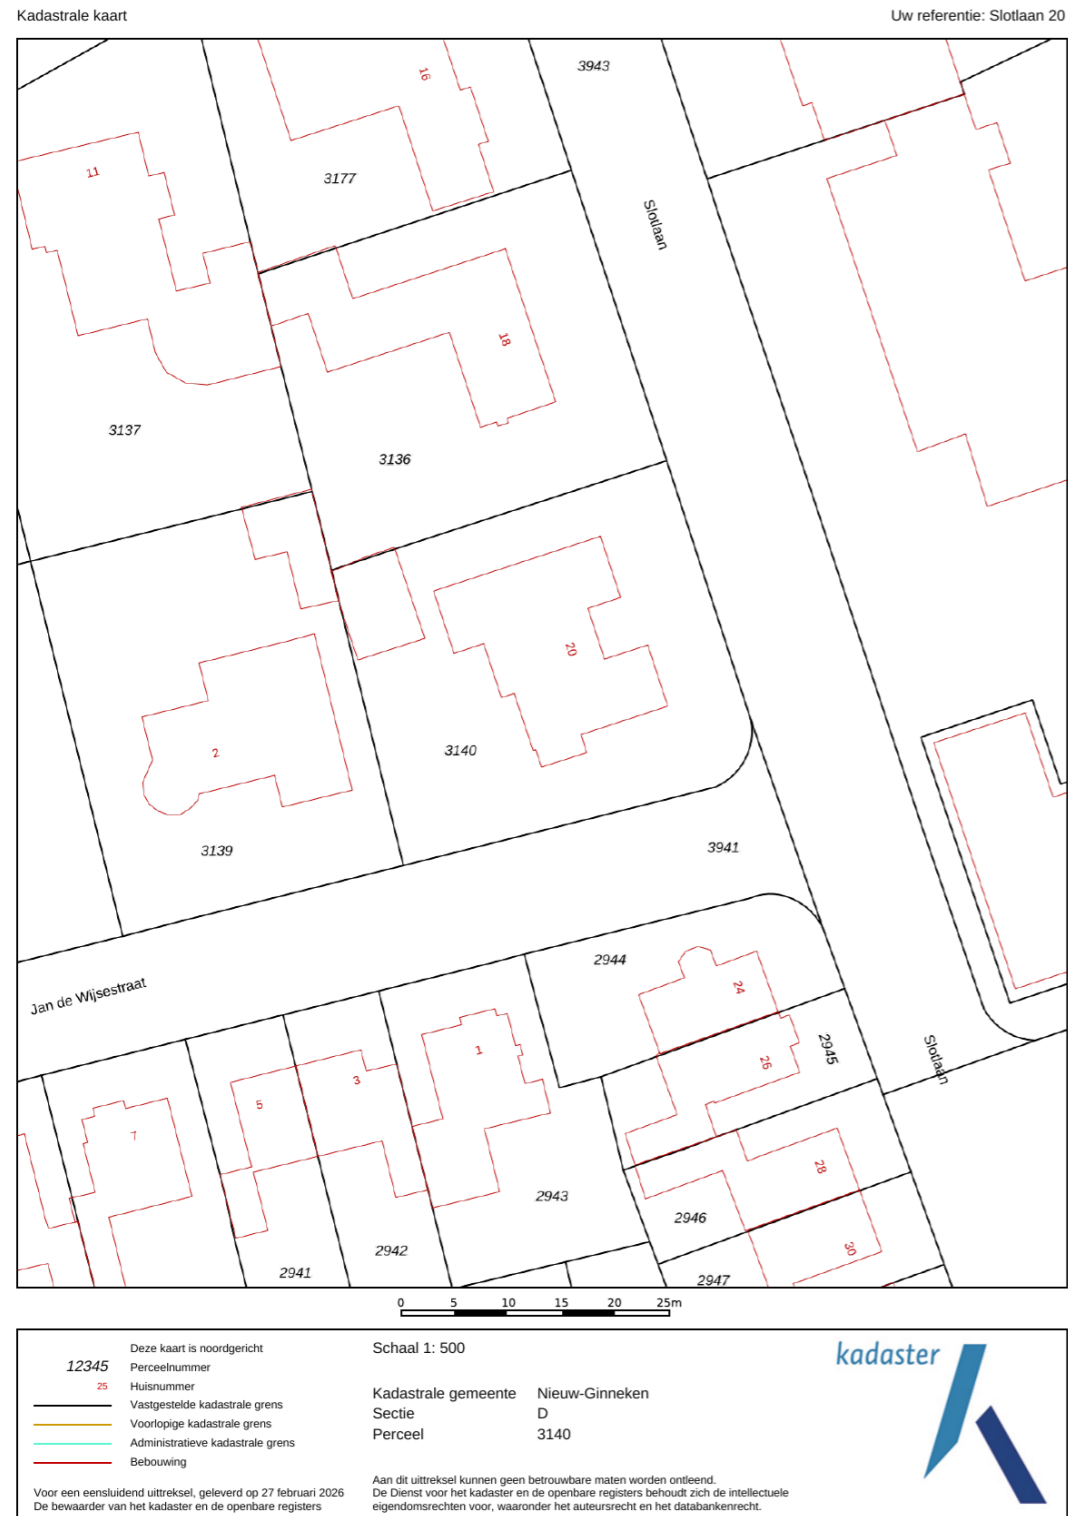 Kadastrale kaart
Uw referentie: Slotlaan 20
3943
16
11
3177
Slotlaan
18
3137
3136
20
2
3140
3139
3941
2944
24
Jan de Wijsestraat
2945
Slotlaan
1
26
3
5
7
28
2943
2946
30
2942
2941
2947
0 5 10 15 20 25m
Deze kaart is noordgericht
12345 Perceelnummer
25 Huisnummer
Vastgestelde kadastrale grens
Voorlopige kadastrale grens
Administratieve kadastrale grens
Bebouwing
Voor een eensluidend uittreksel, geleverd op 27 februari 2026
De bewaarder van het kadaster en de openbare registers
Schaal 1: 500
Kadastrale gemeente Nieuw-Ginneken
Sectie D
Perceel 3140
Aan dit uittreksel kunnen geen betrouwbare maten worden ontleend.
De Dienst voor het kadaster en de openbare registers behoudt zich de intellectuele
eigendomsrechten voor, waaronder het auteursrecht en het databankenrecht.
kadaster